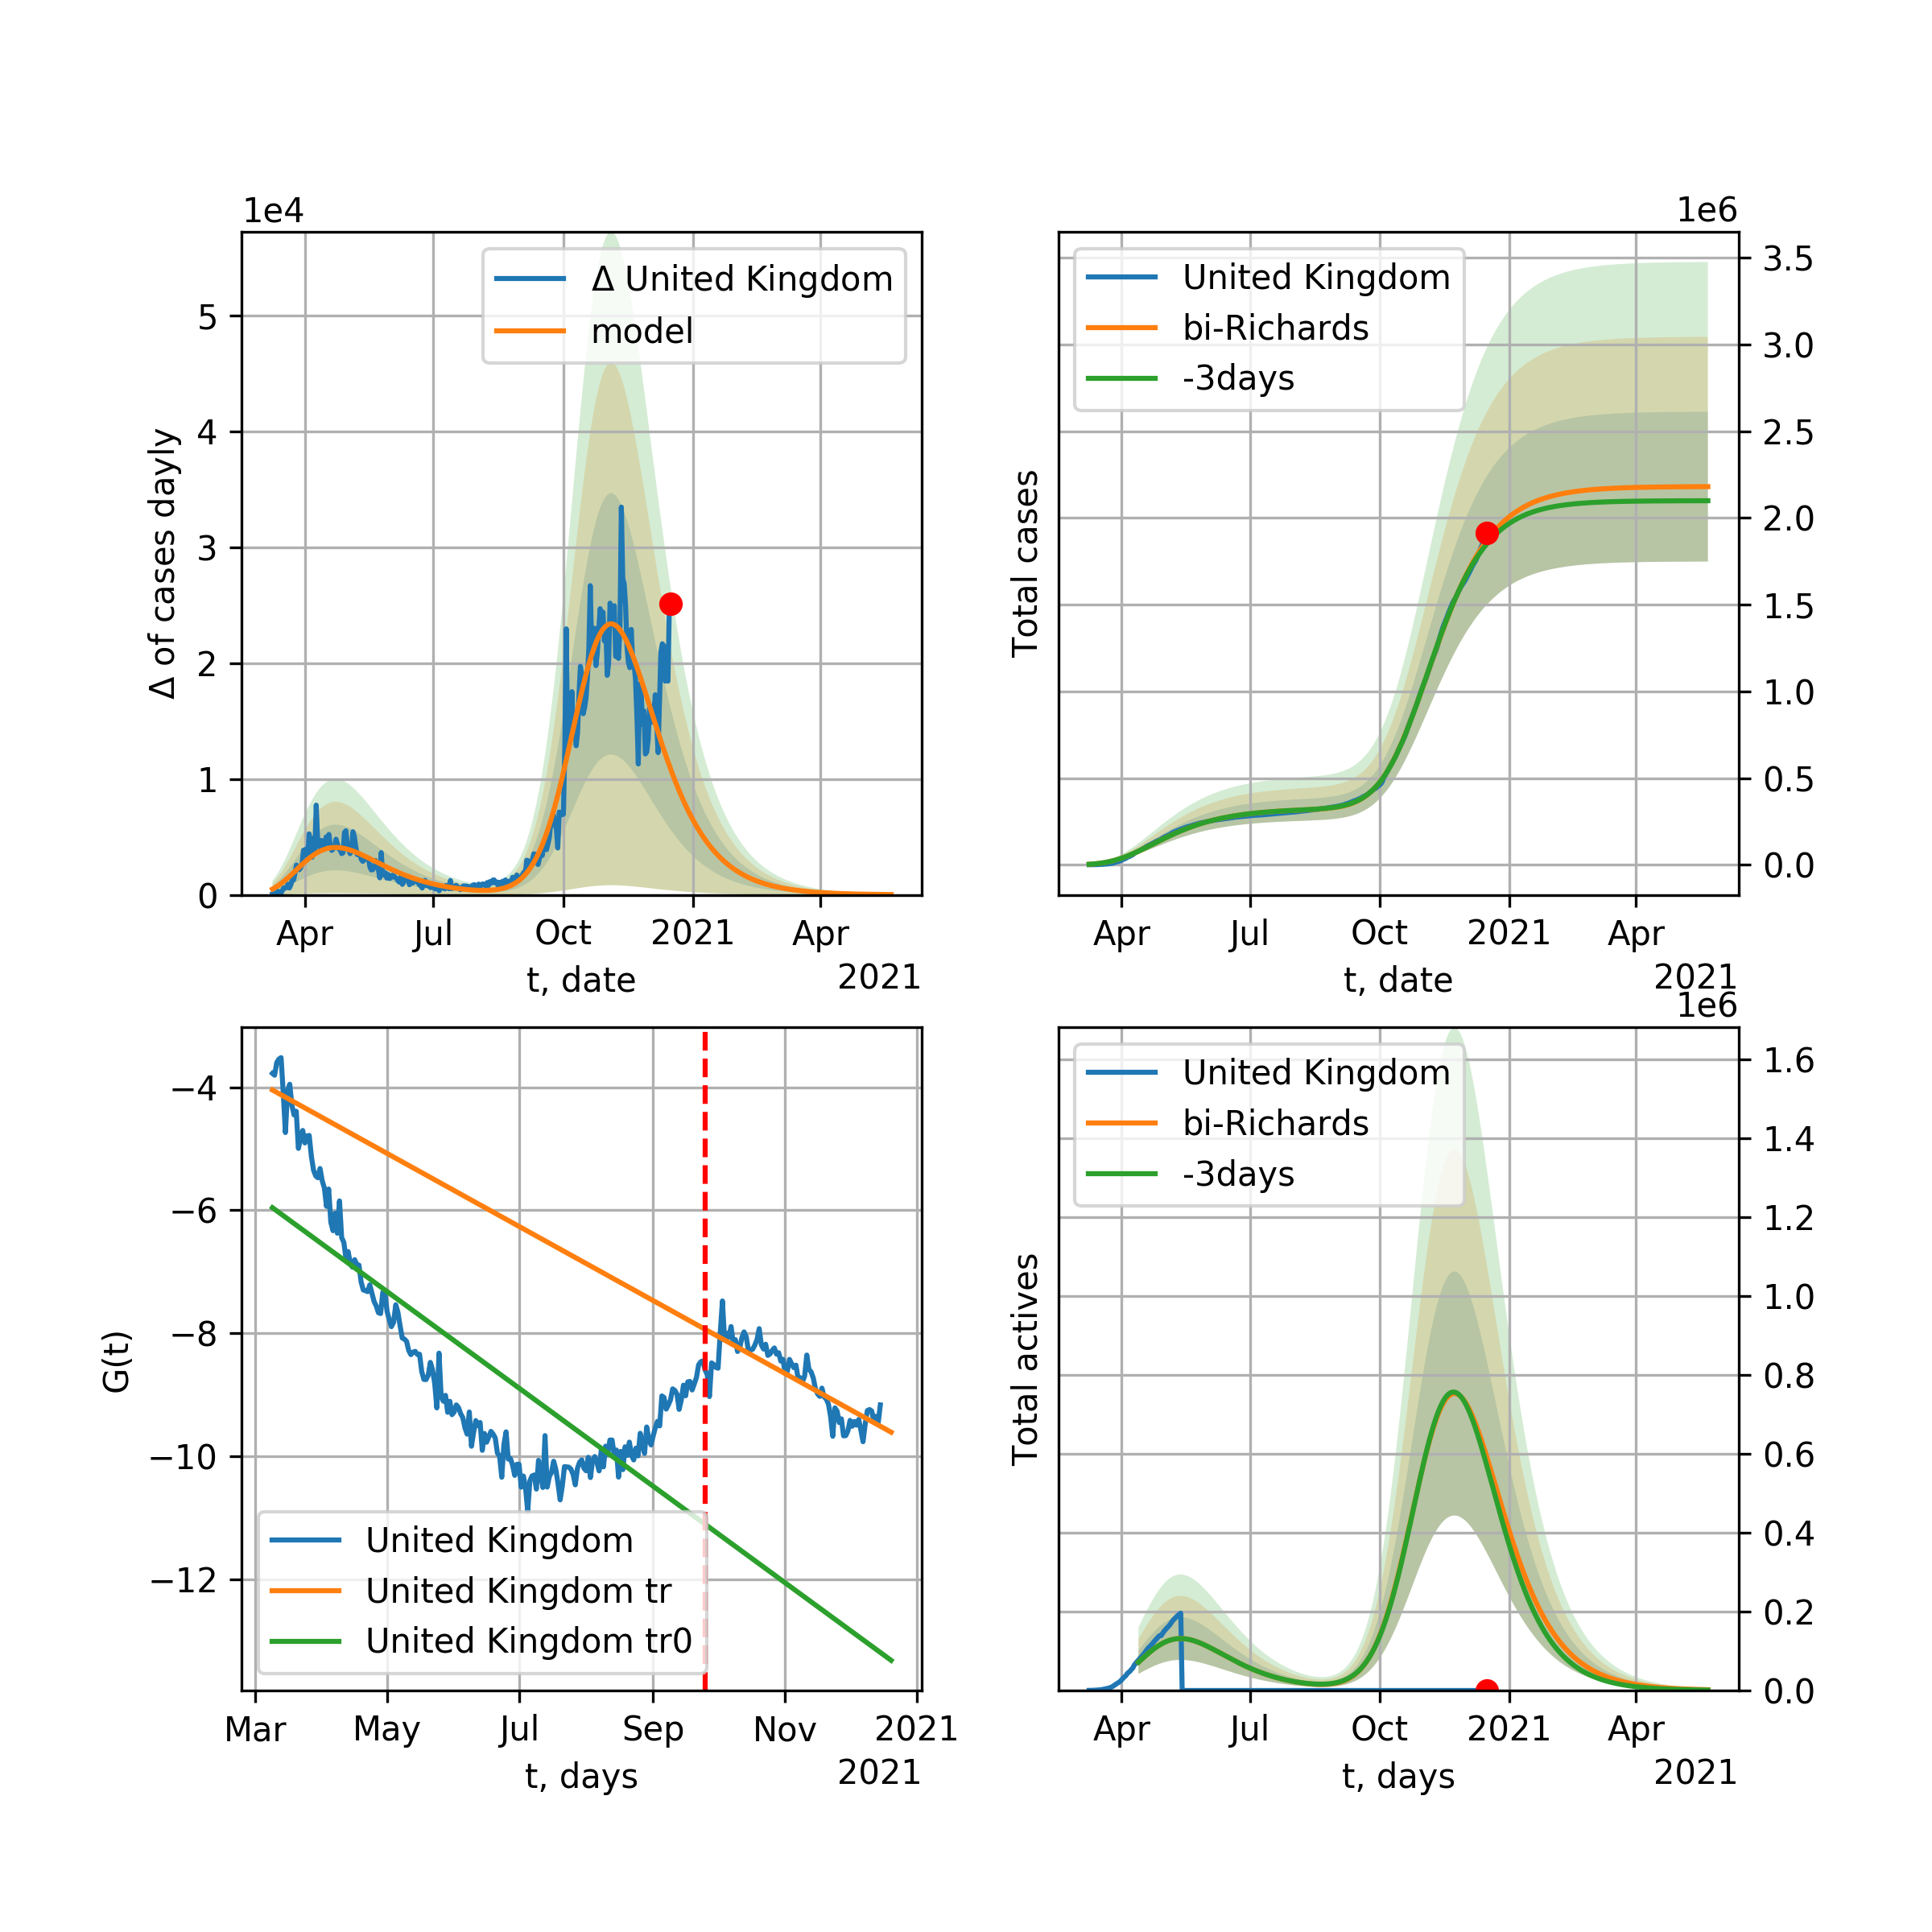 1e4
Δ United Kingdom
model
5
4
3
2
1
0
Δ of cases dayly
Apr Jul Oct 2021 Apr
t, date
2021
1e6
United Kingdom
bi-Richards
-3days
3.5
3.0
2.5
2.0
1.5
1.0
0.5
0.0
Total cases
Apr Jul Oct 2021 Apr
t, date
2021
−4
−6
−8
−10
−12
G(t)
United Kingdom
United Kingdom tr
United Kingdom tr0
Mar May Jul Sep Nov 2021
t, days
2021
1e6
United Kingdom
bi-Richards
-3days
1.6
1.4
1.2
1.0
0.8
0.6
0.4
0.2
0.0
Total actives
Apr Jul Oct 2021 Apr
t, days
2021